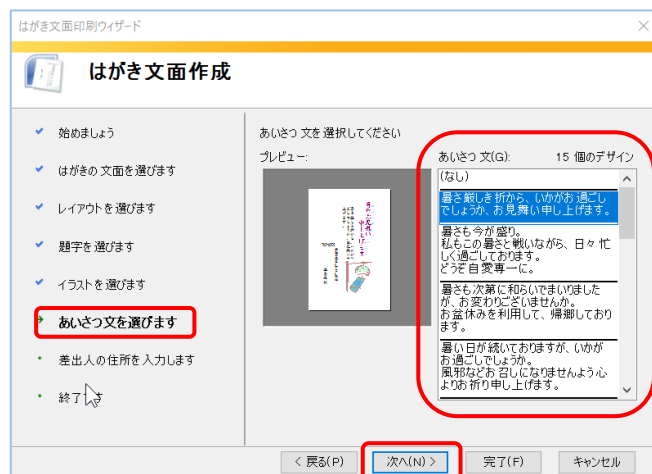 はがき文面印刷ウィザード
はがき文面作成
始めましょう
はがきの文面を選びます
レイアウトを選びます
題字を選びます
イラストを選びます
あいさつ文を選びます
差出人の住所を入力します
終了
あいさつ文を選択してください
プレビュー:
あいさつ文(G): 15 個のデザイン
(なし)
暑さ厳しき折から、いかがお過ごし
でしょうか、お見舞い申し上げます。
暑さも今が盛り。
私もこの暑さと戦いながら、日々忙
しく過ごしております。
どうぞ自愛専一に。
暑さも次第に和らいでまいりました
が、お変わりございませんか。
お盆休みを利用して、帰郷しており
ます。
暑い日が続いておりますが、いかが
お過ごしでしょうか。
風邪などお召しになりませんよう心
よりお祈り申し上げます。
< 戻る(P)
次へ(N) >
完了(F)
キャンセル